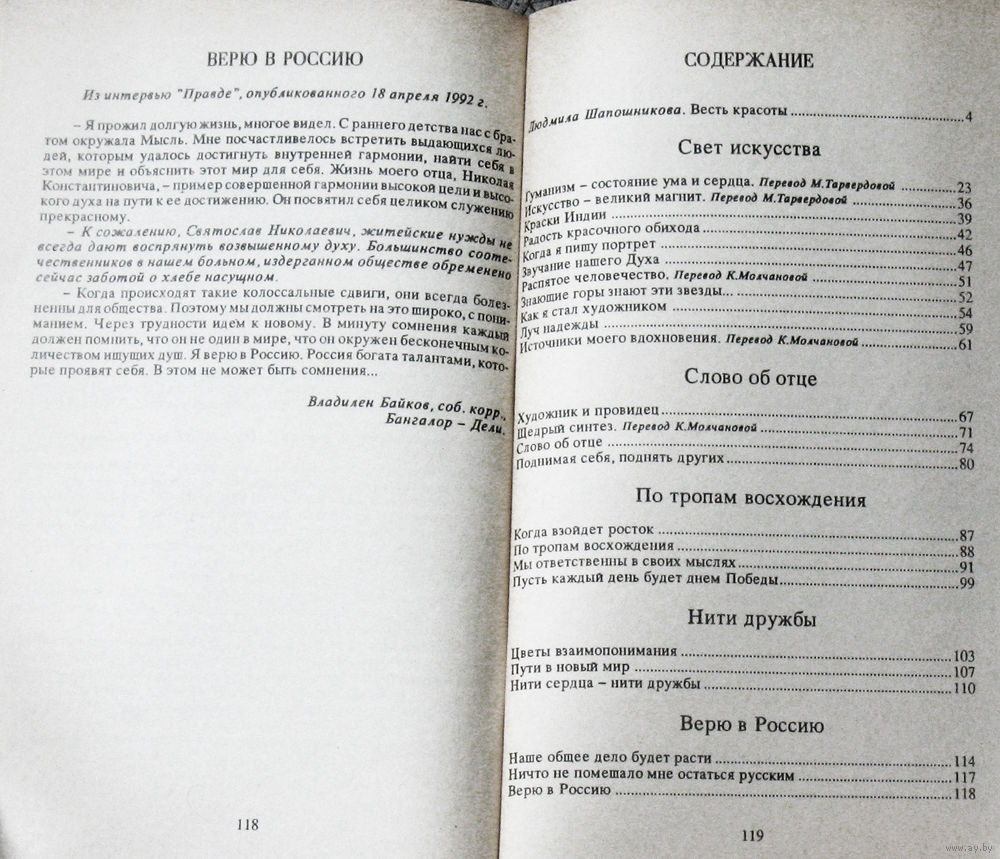 ВЕРЮ В РОССИЮ
Из интервью "Правде", опубликованного 18 апреля 1992 г.
– Я прожил долгую жизнь, многое видел. С раннего детства нас с бра-
том окружала Мысль. Мне посчастливелось встретить выдающихся лю-
дей, которым удалось достигнуть внутренней гармонии, найти себя в
этом мире и объяснить этот мир для себя. Жизнь моего отца, Николая
Константиновича, – пример совершенной гармонии высокой цели и высо-
кого духа на пути к ее достижению. Он посвятил себя целиком служению
прекрасному.
– К сожалению, Святослав Николаевич, житейские нужды не
всегда дают воспрянуть возвышенному духу. Большинство сооте-
чественников в нашем больном, издерганном обществе обременено
сейчас заботой о хлебе насущном.
– Когда происходят такие колоссальные сдвиги, они всегда болез-
ненны для общества. Поэтому мы должны смотреть на это широко, с пони-
манием. Через трудности идем к новому. В минуту сомнения каждый
должен помнить, что он не один в мире, что он окружен бесконечным ко-
личеством ищущих душ. Я верю в Россию. Россия богата талантами, кото-
рые проявят себя. В этом не может быть сомнения...
Владилен Байков, соб. корр.,
Бангалор – Дели.
118
СОДЕРЖАНИЕ
Людмила Шапошникова. Весть красоты ..... 4
Свет искусства
Гуманизм – состояние ума и сердца. Перевод М.Тарвердовой ..... 23
Искусство – великий магнит. Перевод М.Тарвердовой ..... 36
Краски Индии ..... 39
Радость красочного обихода ..... 42
Когда я пишу портрет ..... 46
Звучание нашего Духа ..... 47
Распятое человечество. Перевод К.Молчановой ..... 51
Знающие горы знают эти звезды... ..... 52
Как я стал художником ..... 54
Луч надежды ..... 59
Источники моего вдохновения. Перевод К.Молчановой ..... 61
Слово об отце
Художник и провидец ..... 67
Щедрый синтез. Перевод К.Молчановой ..... 71
Слово об отце ..... 74
Поднимая себя, поднять других ..... 80
По тропам восхождения
Когда взойдет росток ..... 87
По тропам восхождения ..... 88
Мы ответственны в своих мыслях ..... 91
Пусть каждый день будет днем Победы ..... 99
Нити дружбы
Цветы взаимопонимания ..... 103
Пути в новый мир ..... 107
Нити сердца – нити дружбы ..... 110
Верю в Россию
Наше общее дело будет расти ..... 114
Ничто не помешало мне остаться русским ..... 117
Верю в Россию ..... 118
119
www.ay.by